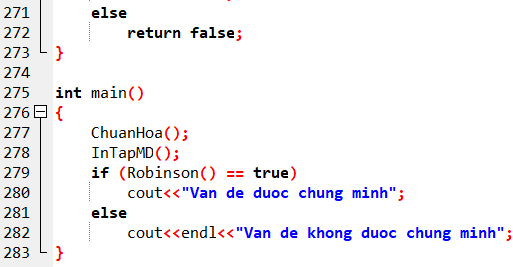 271 else
272 return false;
273 }
274
275 int main()
276 {
277 ChuanHoa();
278 InTapMD();
279 if (Robinson() == true)
280 cout<<"Van de duoc chung minh";
281 else
282 cout<<endl<<"Van de khong duoc chung minh";
283 }